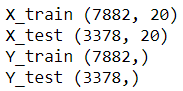 X_train (7882, 20)
X_test (3378, 20)
Y_train (7882,)
Y_test (3378,)